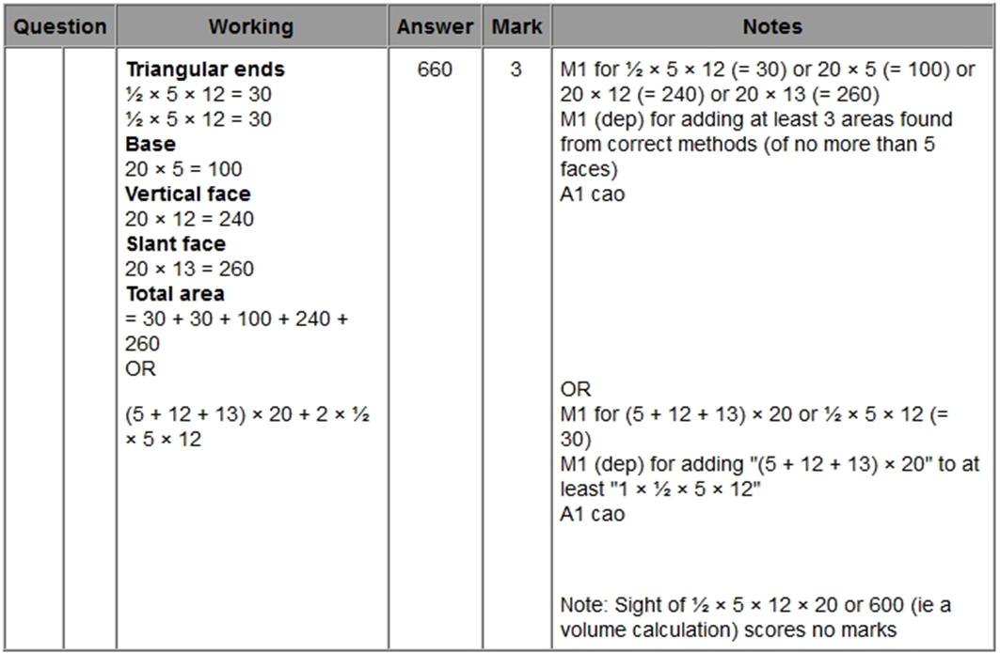 Question Working Answer Mark Notes
Triangular ends 660 3 M1 for ½ × 5 × 12 (= 30) or 20 × 5 (= 100) or
½ × 5 × 12 = 30 20 × 12 (= 240) or 20 × 13 (= 260)
½ × 5 × 12 = 30 M1 (dep) for adding at least 3 areas found
Base from correct methods (of no more than 5
20 × 5 = 100 faces)
Vertical face A1 cao
20 × 12 = 240
Slant face
20 × 13 = 260
Total area
= 30 + 30 + 100 + 240 +
260
OR
(5 + 12 + 13) × 20 + 2 × ½
× 5 × 12
OR
M1 for (5 + 12 + 13) × 20 or ½ × 5 × 12 (=
30)
M1 (dep) for adding "(5 + 12 + 13) × 20" to at
least "1 × ½ × 5 × 12"
A1 cao
Note: Sight of ½ × 5 × 12 × 20 or 600 (ie a
volume calculation) scores no marks